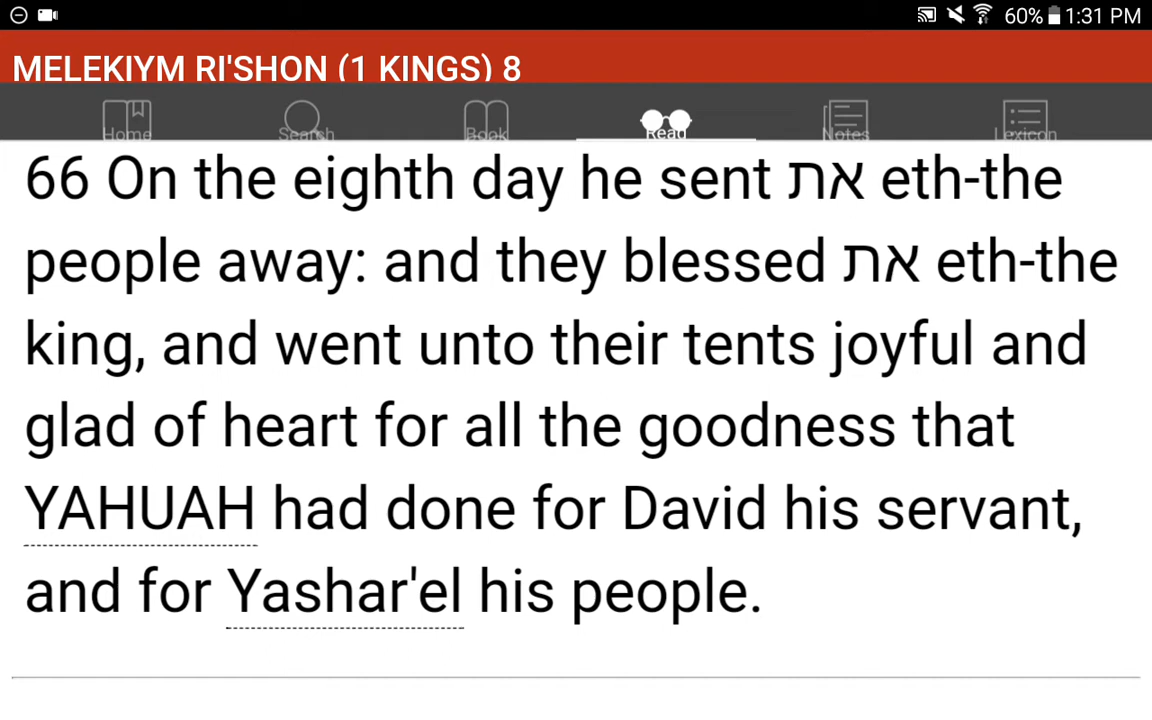 60% 1:31 PM
MELEKIYM RI'SHON (1 KINGS) 8
Home Search Book Read Notes Lexicon
66 On the eighth day he sent את eth-the
people away: and they blessed את eth-the
king, and went unto their tents joyful and
glad of heart for all the goodness that
YAHUAH had done for David his servant,
and for Yashar'el his people.